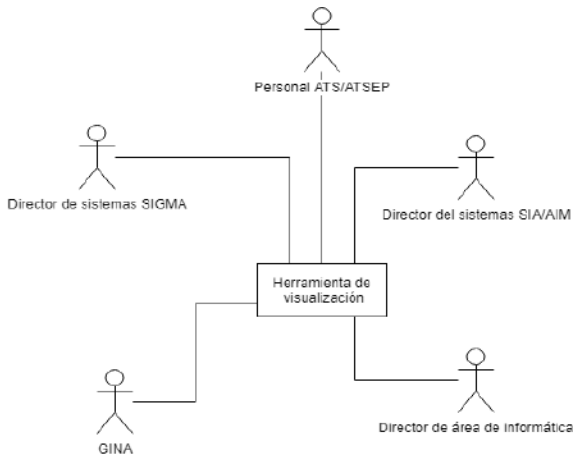 Personal ATS/ATSEP
Director de sistemas SIGMA
Director del sistemas SIA/AIM
Herramienta de
visualización
GINA
Director de área de informática